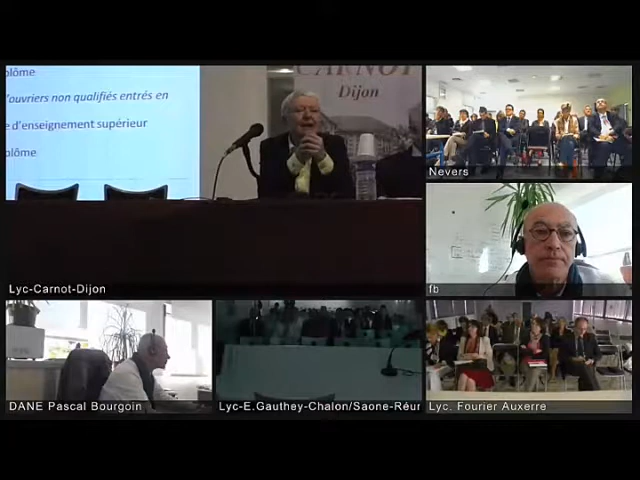 plôme
'ouvriers non qualifiés entrés en
e d'enseignement supérieur
plôme
CARNOT
Dijon
Nevers
Lyc-Carnot-Dijon
fb
DANE Pascal Bourgoin
Lyc-E.Gauthey-Chalon/Saone-Réur
Lyc. Fourier Auxerre